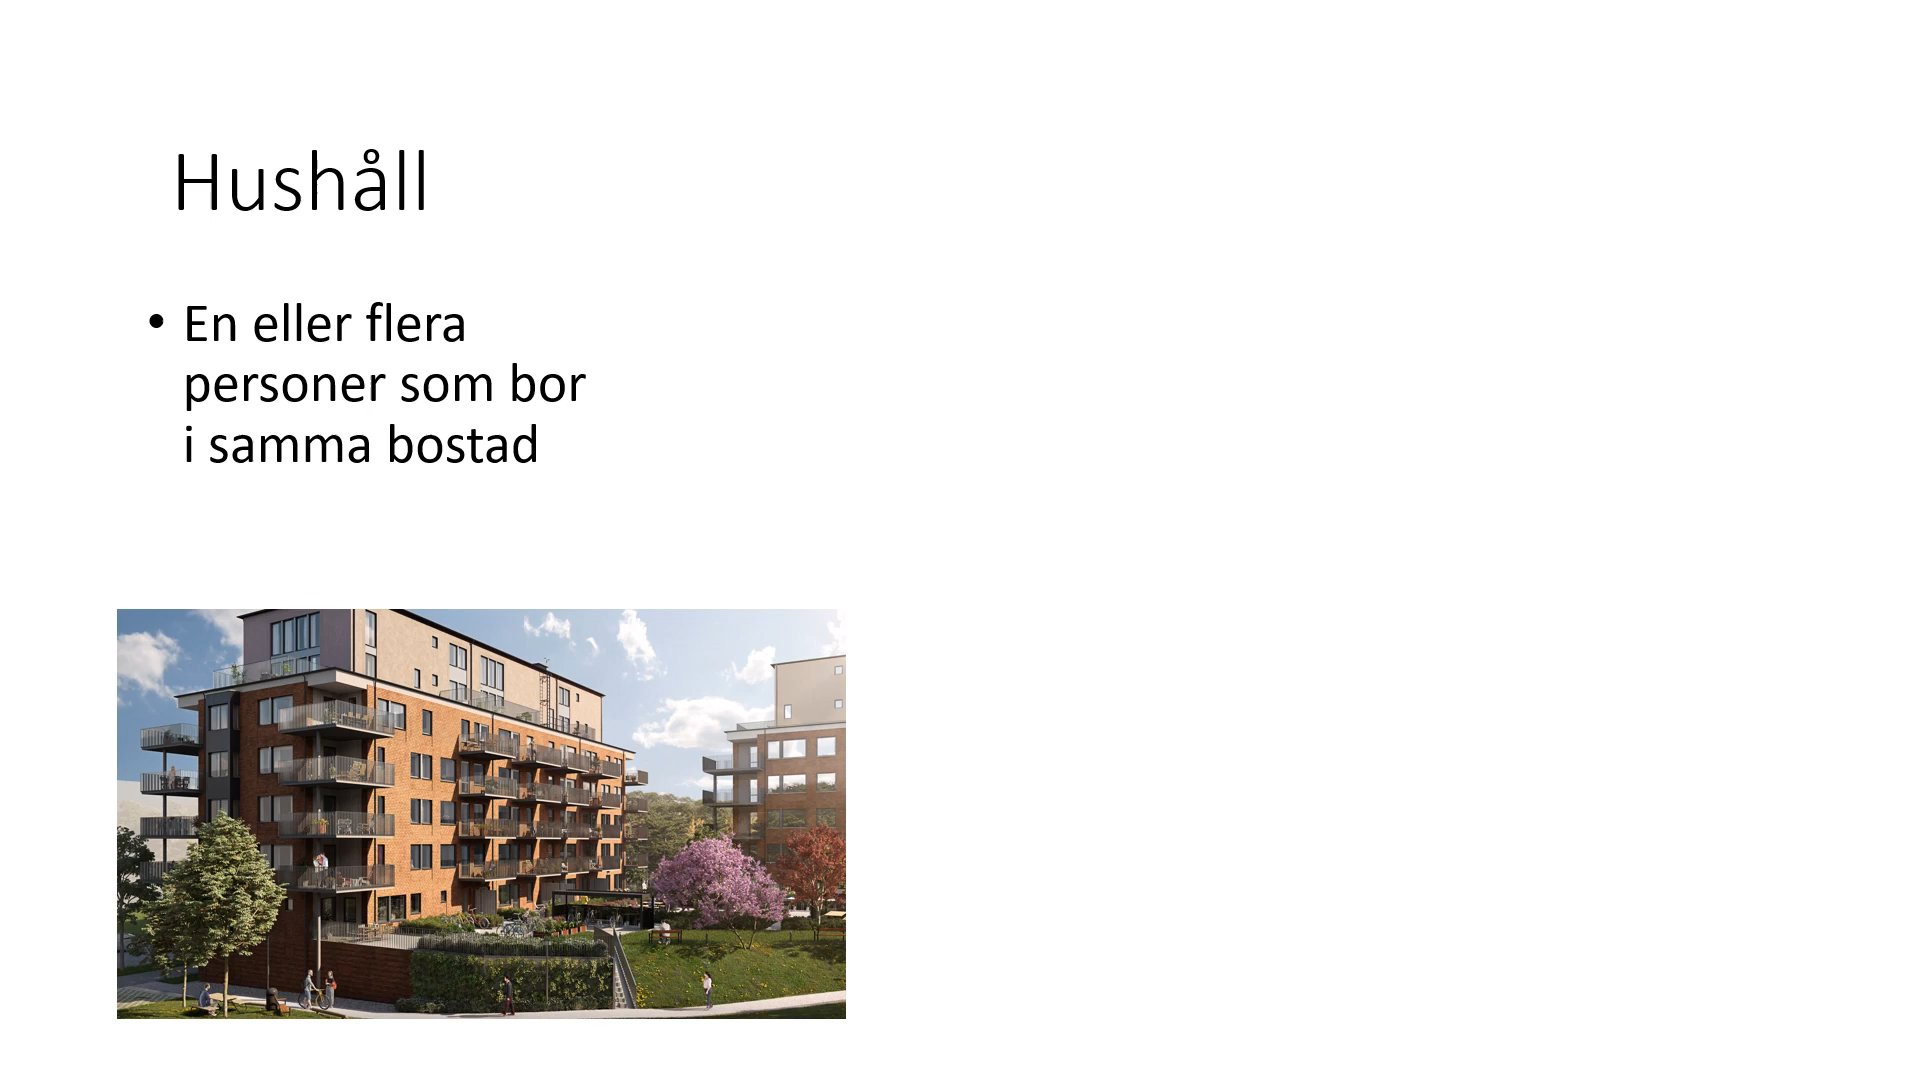 Hushåll
• En eller flera
personer som bor
i samma bostad